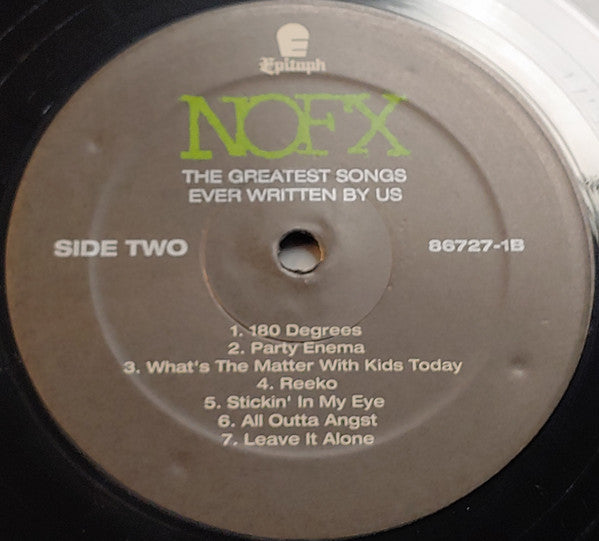 Epitaph
NOFX
THE GREATEST SONGS
EVER WRITTEN BY US
SIDE TWO
86727-1B
1. 180 Degrees
2. Party Enema
3. What's The Matter With Kids Today
4. Reeko
5. Stickin' In My Eye
6. All Outta Angst
7. Leave It Alone